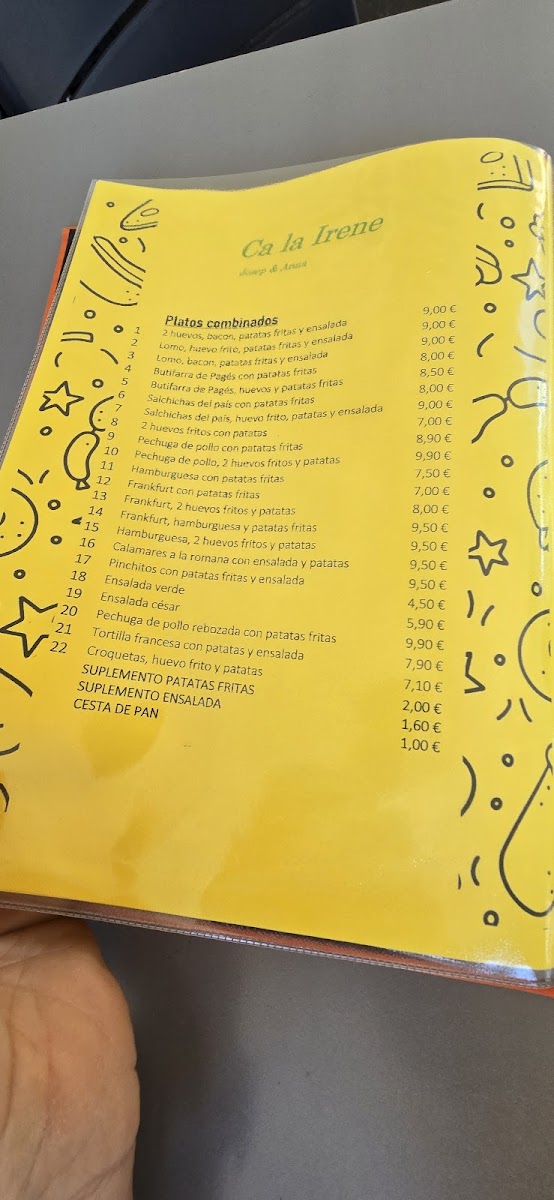 Ca la Irene
Josep & Anna
Platos combinados
1 2 huevos, bacon, patatas fritas y ensalada 9,00 €
2 Lomo, huevo frito, patatas fritas y ensalada 9,00 €
3 Lomo, bacon, patatas fritas y ensalada 9,00 €
4 Butifarra de Pagés con patatas fritas 8,00 €
5 Butifarra de Pagés, huevos y patatas fritas 8,50 €
6 Salchichas del país con patatas fritas 8,00 €
7 Salchichas del país, huevo frito, patatas y ensalada 9,00 €
8 2 huevos fritos con patatas 7,00 €
9 Pechuga de pollo con patatas fritas 8,90 €
10 Pechuga de pollo, 2 huevos fritos y patatas 9,90 €
11 Hamburguesa con patatas fritas 7,50 €
12 Frankfurt con patatas fritas 7,00 €
13 Frankfurt, 2 huevos fritos y patatas 8,00 €
14 Frankfurt, hamburguesa y patatas fritas 9,50 €
15 Hamburguesa, 2 huevos fritos y patatas 9,50 €
16 Calamares a la romana con ensalada y patatas 9,50 €
17 Pinchitos con patatas fritas y ensalada 9,50 €
18 Ensalada verde 4,50 €
19 Ensalada césar 5,90 €
20 Pechuga de pollo rebozada con patatas fritas 9,90 €
21 Tortilla francesa con patatas y ensalada 7,90 €
22 Croquetas, huevo frito y patatas 7,10 €
SUPLEMENTO PATATAS FRITAS 2,00 €
SUPLEMENTO ENSALADA 1,60 €
CESTA DE PAN 1,00 €